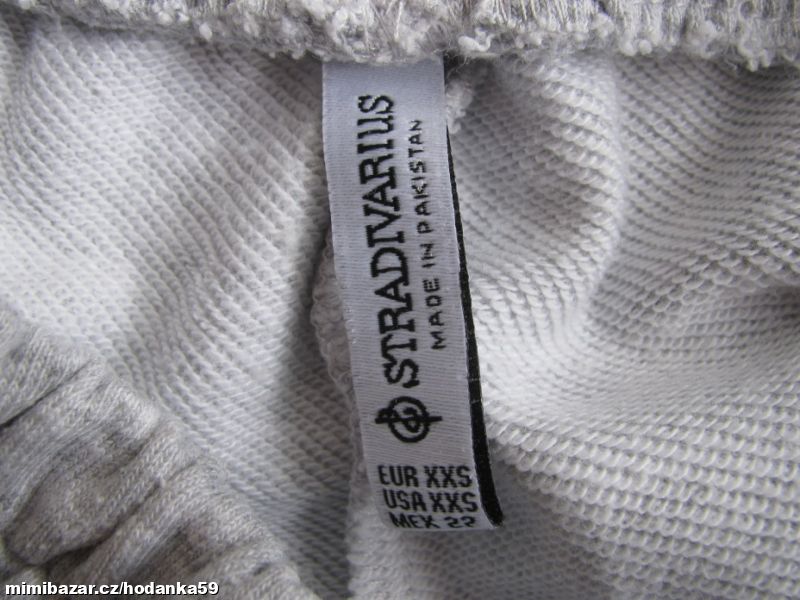 STRADIVARIUS
MADE IN PAKISTAN
EUR XXS
USA XXS
MEX 22
mimibazar.cz/hodanka59